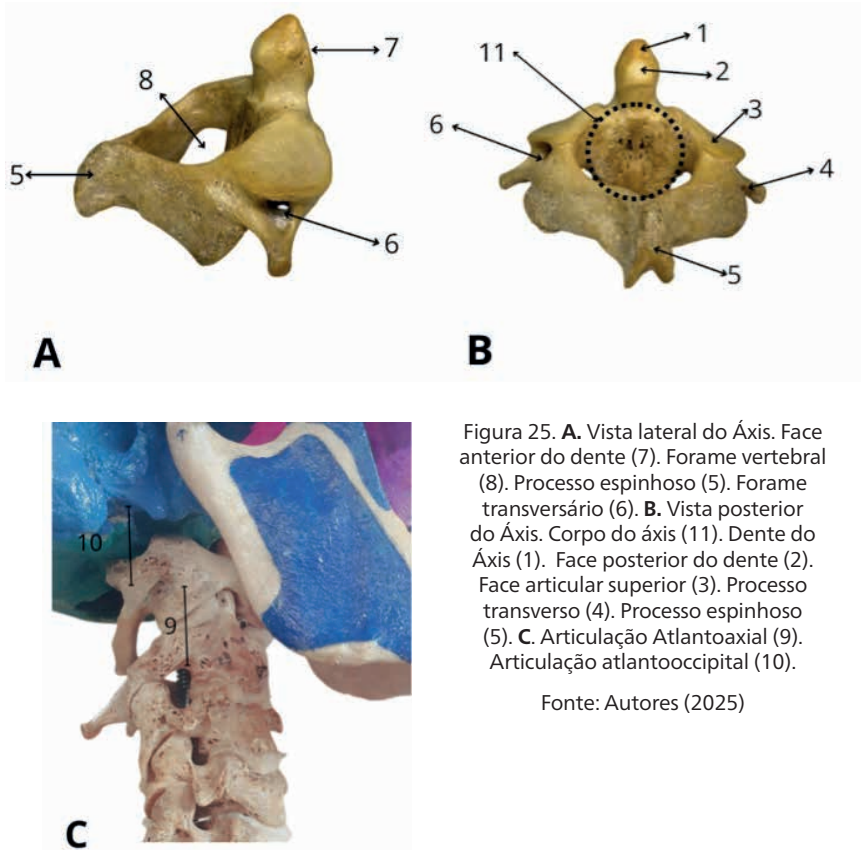 1
7
11
2
8
3
6
5
4
6
5
A
B
Figura 25. A. Vista lateral do Áxis. Face
anterior do dente (7). Forame vertebral
(8). Processo espinhoso (5). Forame
transversário (6). B. Vista posterior
do Áxis. Corpo do áxis (11). Dente do
Áxis (1). Face posterior do dente (2).
Face articular superior (3). Processo
transverso (4). Processo espinhoso
(5). C. Articulação Atlantoaxial (9).
Articulação atlantooccipital (10).
Fonte: Autores (2025)
10
9
C